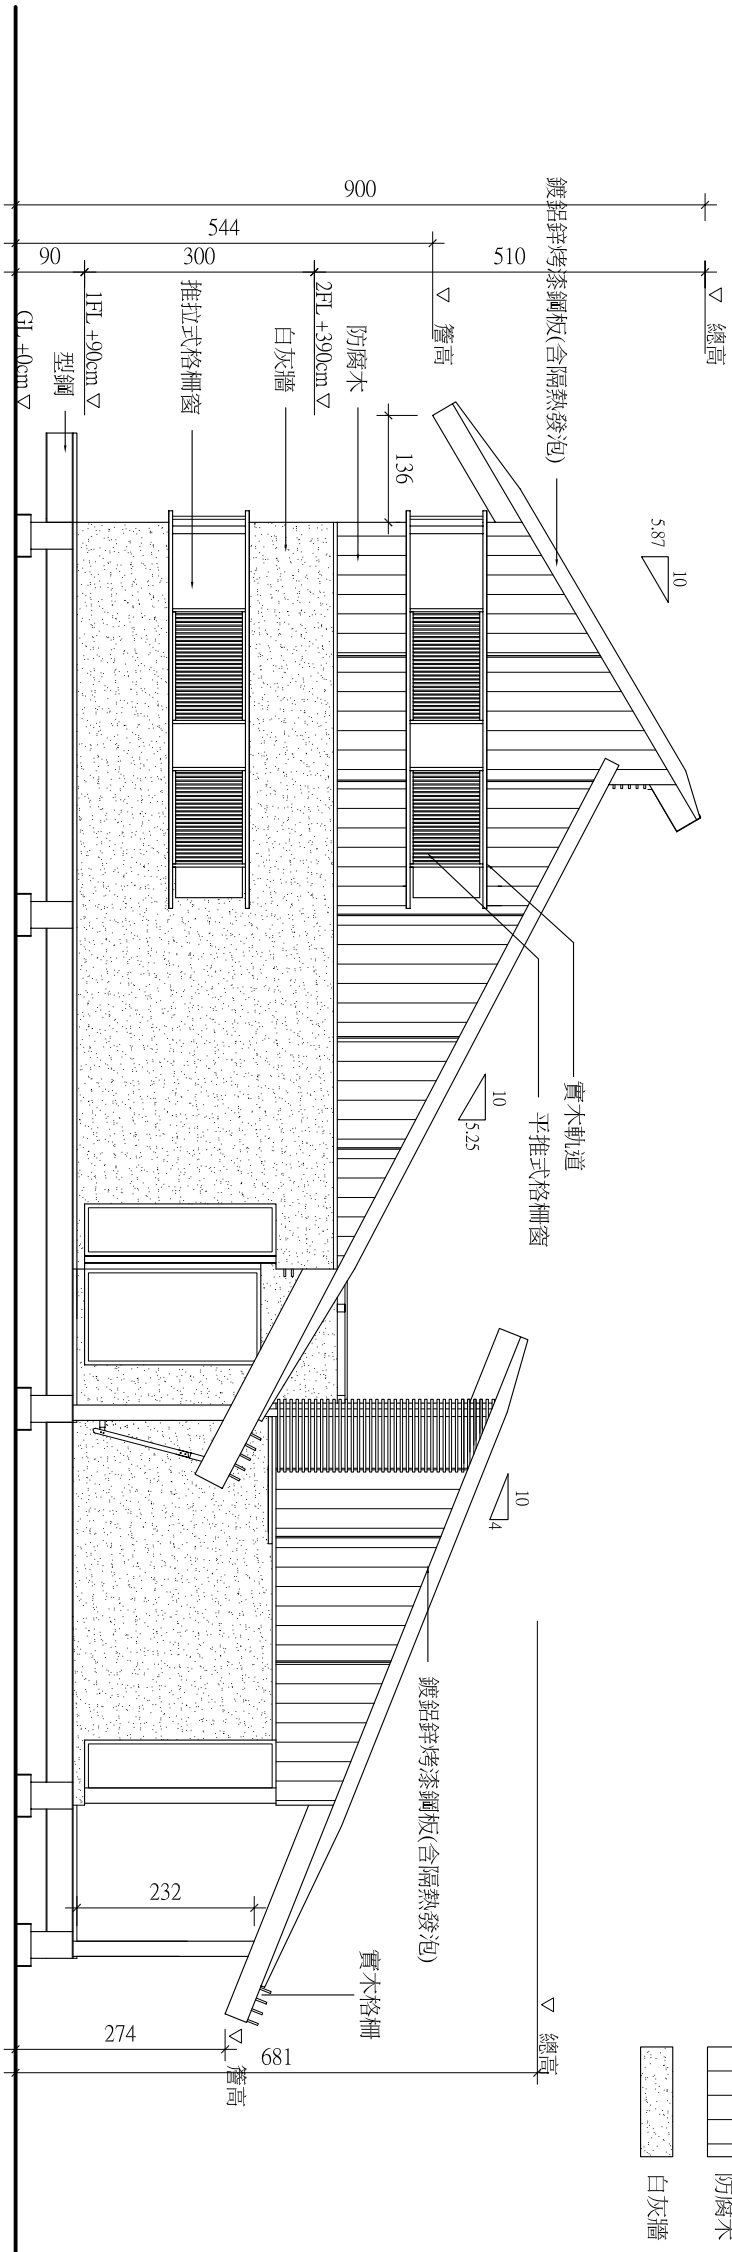 900
544
90
300
510
鍍鋁鋅烤漆鋼板(含隔熱發泡)
▽ 總高
▽ 簷高
2FL +390cm ▽
1FL +90cm ▽
GL +0cm ▽
防腐木
白灰牆
推拉式格柵窗
型鋼
136
10
5.87
實木軌道
平推式格柵窗
10
5.25
10
4
鍍鋁鋅烤漆鋼板(含隔熱發泡)
232
實木格柵
274
681
▽ 簷高
▽ 總高
防腐木
白灰牆